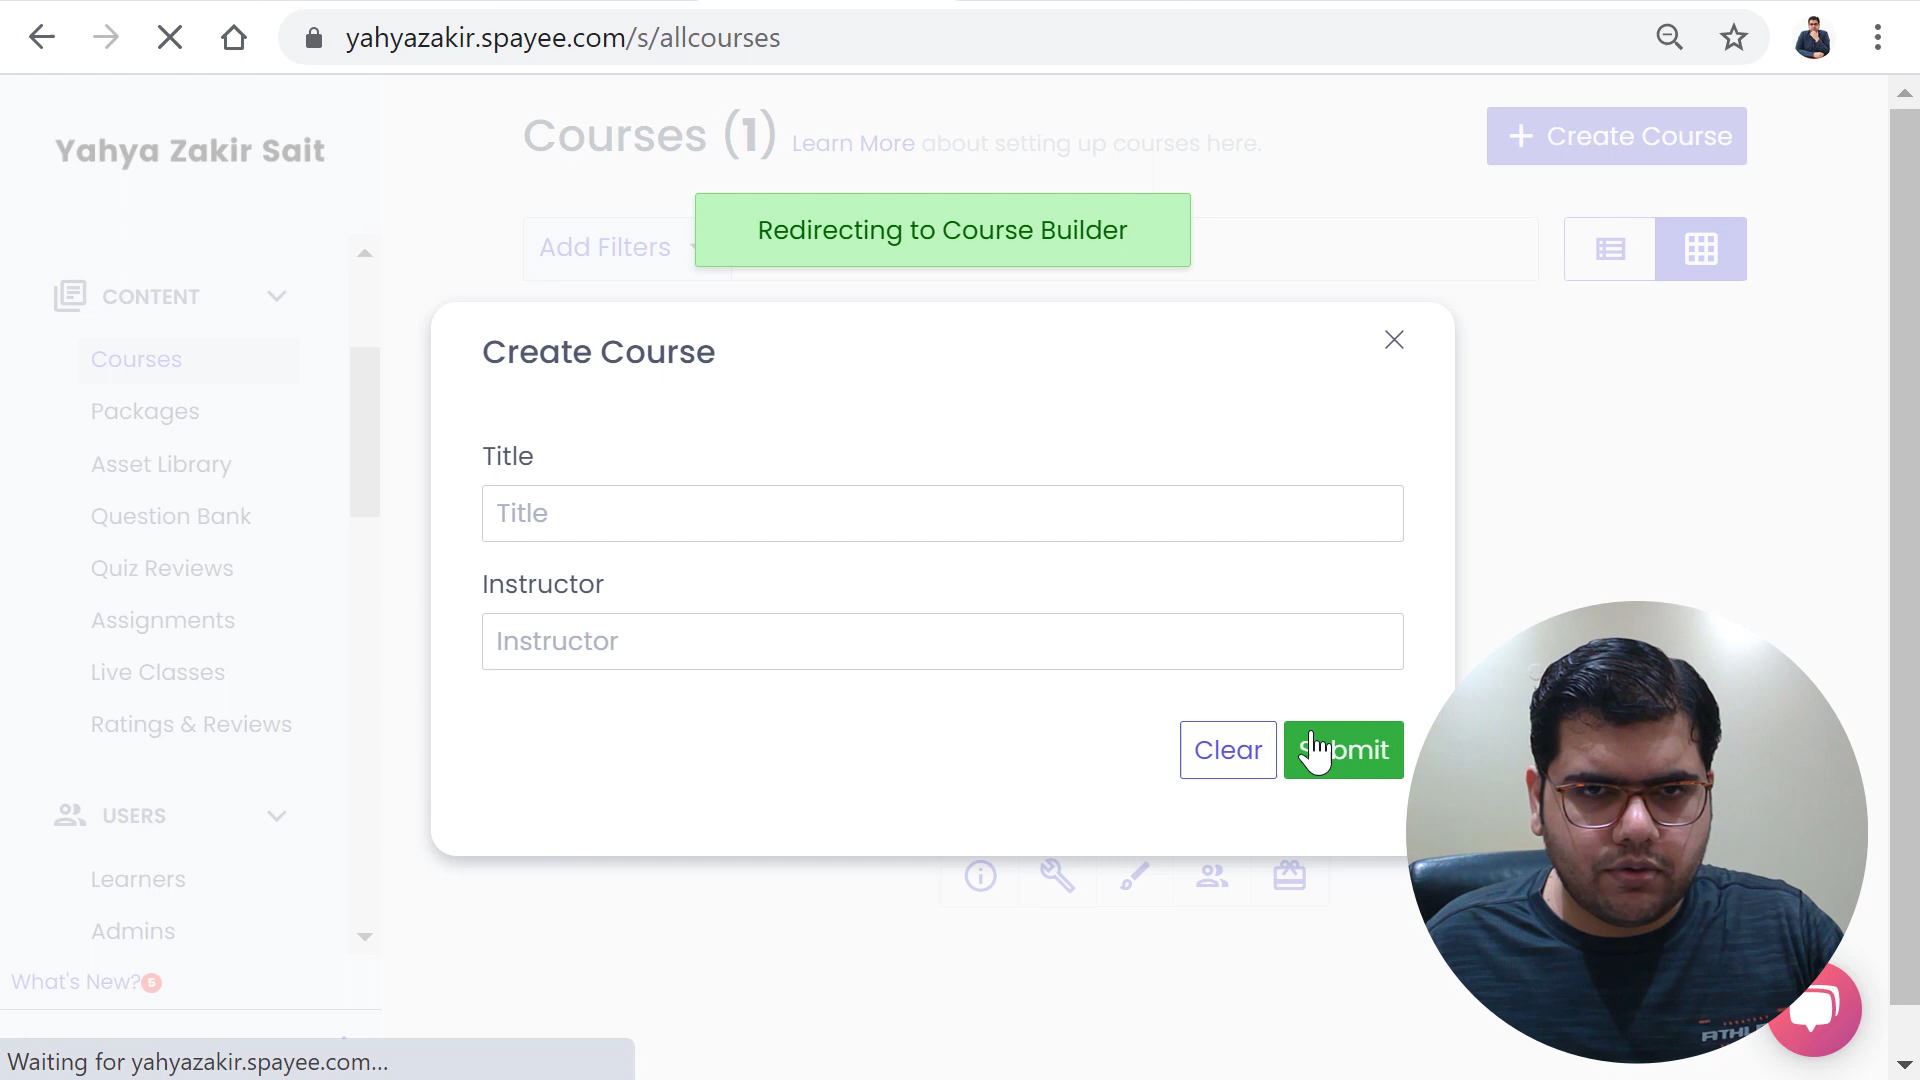 yahyazakir.spayee.com/s/allcourses
Yahya Zakir Sait
Courses (1) Learn More about setting up courses here.
+ Create Course
Redirecting to Course Builder
Add Filters
CONTENT
Courses
Packages
Asset Library
Question Bank
Quiz Reviews
Assignments
Live Classes
Ratings & Reviews
USERS
Learners
Admins
What's New? 5
Create Course
Title
Title
Instructor
Instructor
Clear
Submit
Waiting for yahyazakir.spayee.com...